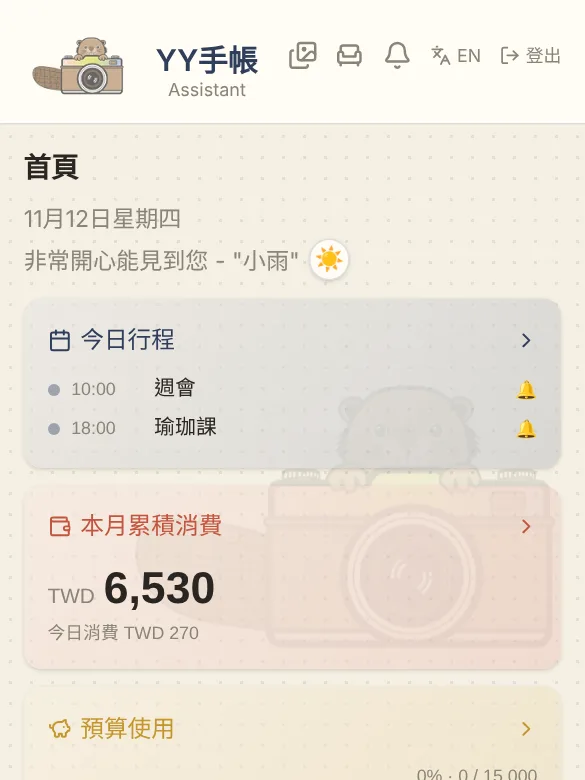 YY手帳
Assistant
EN
登出
首頁
11月12日星期四
非常開心能見到您 - "小雨"
今日行程
10:00 週會
18:00 瑜珈課
本月累積消費
TWD 6,530
今日消費 TWD 270
預算使用
0% · 0 / 15,000